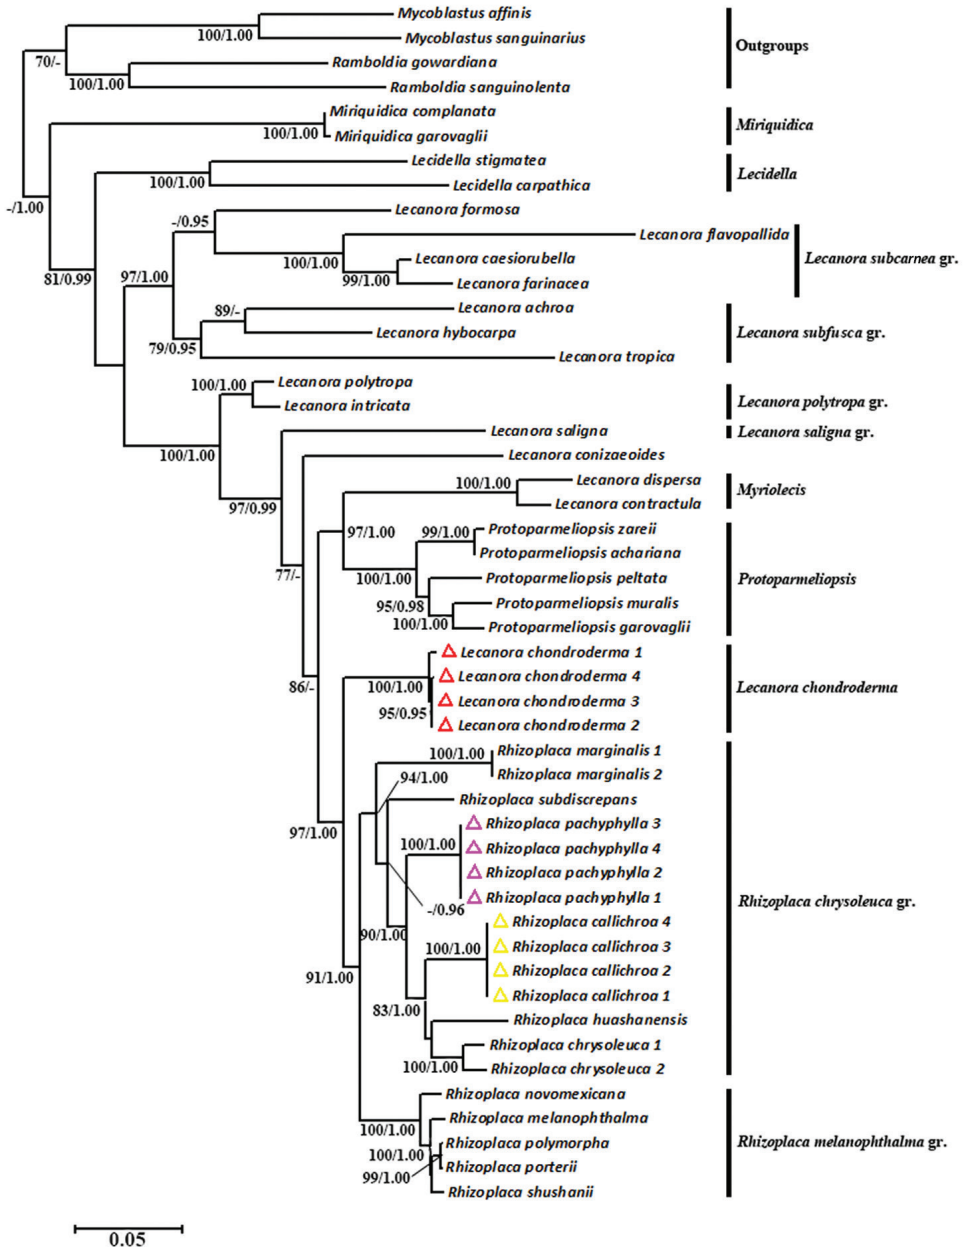 Mycoblastus affinis
100/1.00
Mycoblastus sanguinarius
Outgroups
70/-
Ramboldia gowardiana
100/1.00
Ramboldia sanguinolenta
Miriquidica complanata
100/1.00
Miriquidica garovaglii
Miriquidica
Lecidella stigmatea
100/1.00
Lecidella carpathica
Lecidella
-/1.00
Lecanora formosa
-/0.95
Lecanora flavopallida
100/1.00
Lecanora caesiorubella
99/1.00
Lecanora farinacea
Lecanora subcarnea gr.
81/0.99
97/1.00
Lecanora achroa
89/-
Lecanora hybocarpa
79/0.95
Lecanora tropica
Lecanora subfusca gr.
Lecanora polytropa
100/1.00
Lecanora intricata
Lecanora polytropa gr.
100/1.00
Lecanora saligna
Lecanora saligna gr.
Lecanora conizaeoides
97/0.99
Lecanora dispersa
100/1.00
Lecanora contractula
Myriolecis
97/1.00
Protoparmeliopsis zareii
99/1.00
Protoparmeliopsis achariana
100/1.00
Protoparmeliopsis peltata
95/0.98
Protoparmeliopsis muralis
100/1.00
Protoparmeliopsis garovaglii
Protoparmeliopsis
77/-
Lecanora chondroderma 1
Lecanora chondroderma 4
100/1.00
Lecanora chondroderma 3
95/0.95
Lecanora chondroderma 2
Lecanora chondroderma
86/-
Rhizoplaca marginalis 1
100/1.00
Rhizoplaca marginalis 2
94/1.00
Rhizoplaca subdiscrepans
97/1.00
Rhizoplaca pachyphylla 3
100/1.00
Rhizoplaca pachyphylla 4
Rhizoplaca pachyphylla 2
Rhizoplaca pachyphylla 1
-/0.96
Rhizoplaca chrysoleuca gr.
90/1.00
Rhizoplaca callichroa 4
100/1.00
Rhizoplaca callichroa 3
Rhizoplaca callichroa 2
Rhizoplaca callichroa 1
91/1.00
83/1.00
Rhizoplaca huashanensis
Rhizoplaca chrysoleuca 1
100/1.00
Rhizoplaca chrysoleuca 2
Rhizoplaca novomexicana
100/1.00
Rhizoplaca melanophthalma
Rhizoplaca polymorpha
100/1.00
Rhizoplaca porterii
99/1.00
Rhizoplaca shushanii
Rhizoplaca melanophthalma gr.
0.05